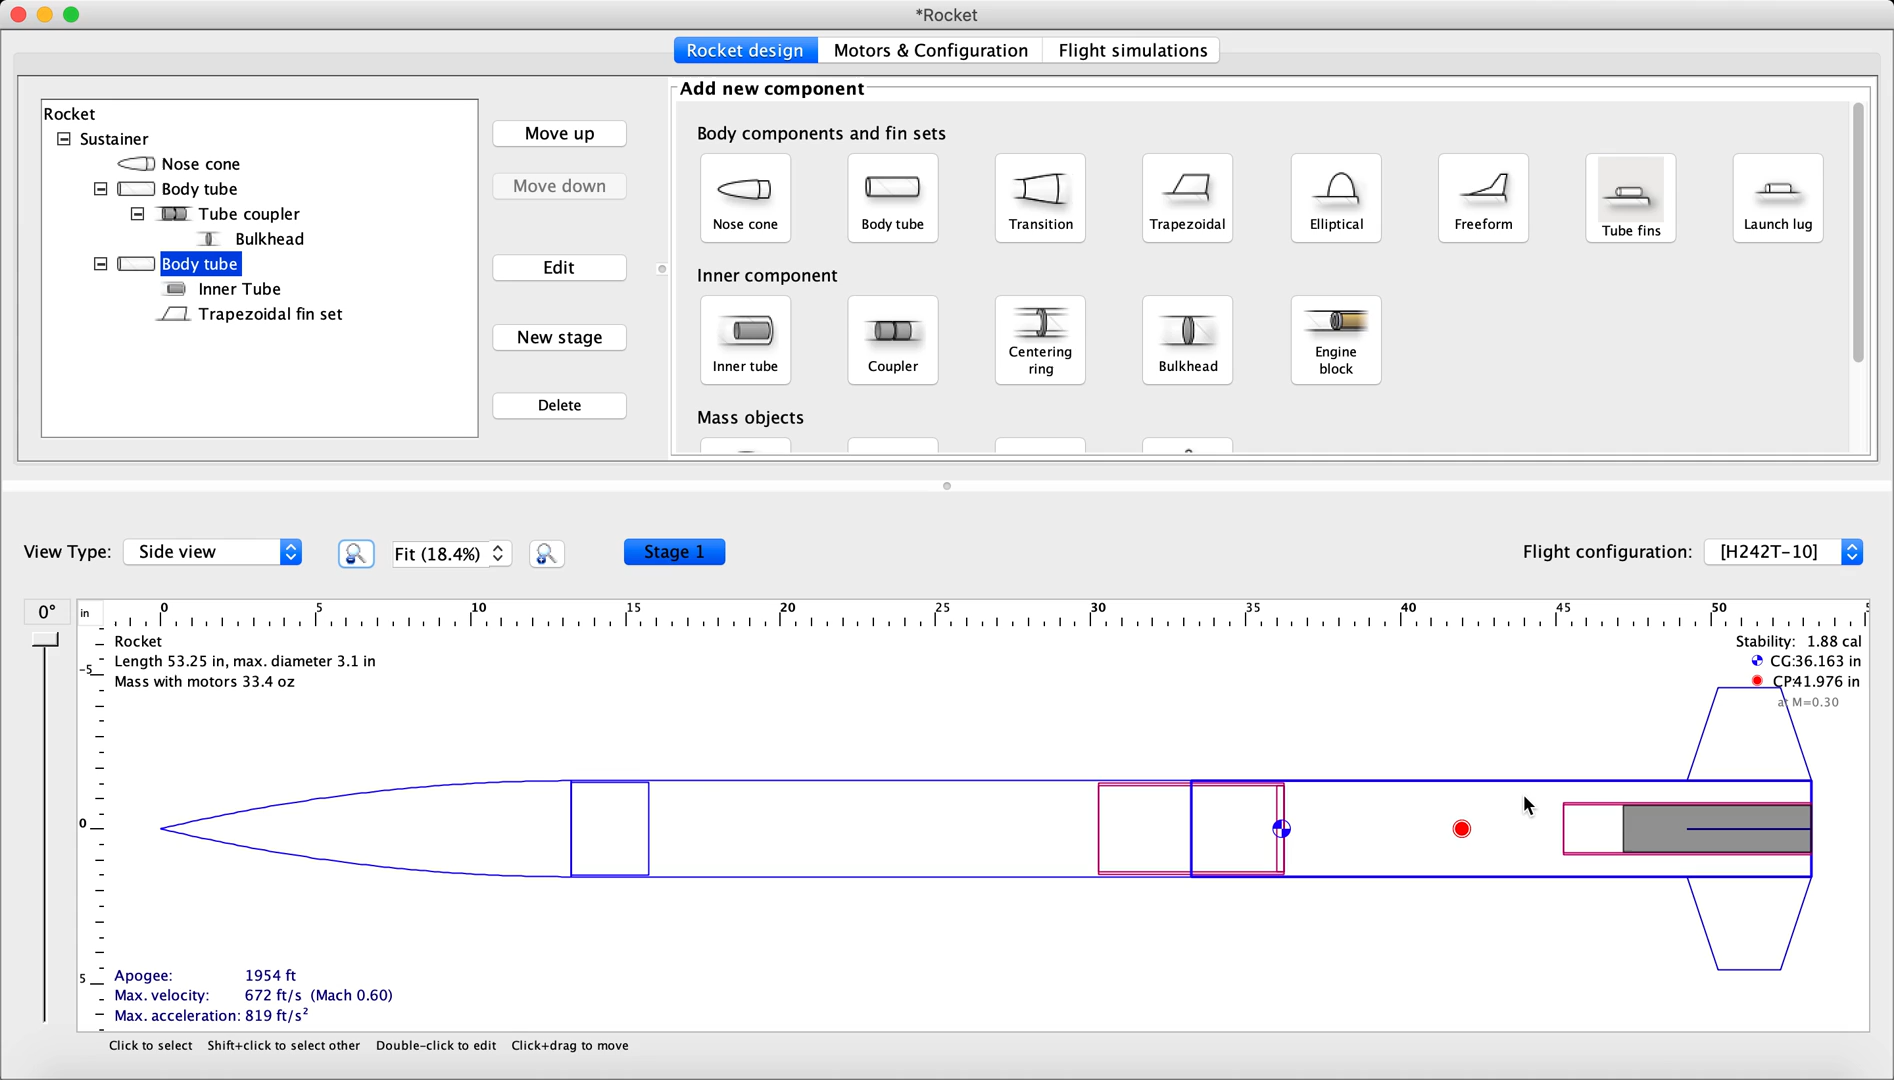 *Rocket
Rocket design Motors & Configuration Flight simulations
Rocket
Sustainer
Nose cone
Body tube
Tube coupler
Bulkhead
Body tube
Inner Tube
Trapezoidal fin set
Move up
Move down
Edit
New stage
Delete
Add new component
Body components and fin sets
Nose cone Body tube Transition Trapezoidal Elliptical Freeform Tube fins Launch lug
Inner component
Inner tube Coupler Centering ring Bulkhead Engine block
Mass objects
View Type: Side view Fit (18.4%) Stage 1 Flight configuration: [H242T-10]
0° in 0 5 10 15 20 25 30 35 40 45 50
-5
0
5
Rocket
Length 53.25 in, max. diameter 3.1 in
Mass with motors 33.4 oz
Stability: 1.88 cal
CG:36.163 in
CP:41.976 in
at M=0.30
Apogee: 1954 ft
Max. velocity: 672 ft/s (Mach 0.60)
Max. acceleration: 819 ft/s²
Click to select Shift+click to select other Double-click to edit Click+drag to move